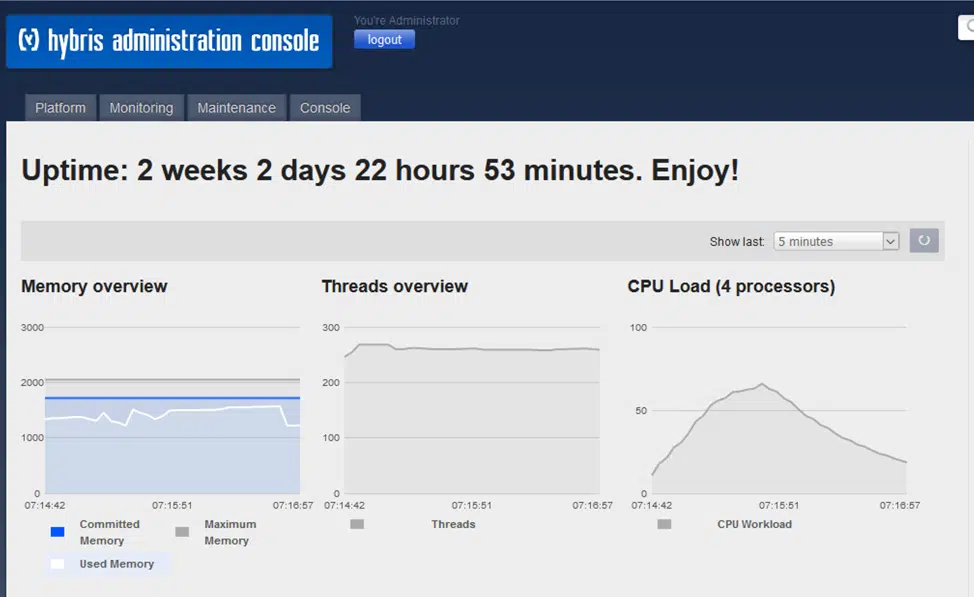 You're Administrator
(Y) hybris administration console
logout
Platform Monitoring Maintenance Console
Uptime: 2 weeks 2 days 22 hours 53 minutes. Enjoy!
Show last: 5 minutes
Memory overview
3000
2000
1000
0
07:14:42 07:15:51 07:16:57
Committed Memory
Maximum Memory
Used Memory
Threads overview
300
200
100
0
07:14:42 07:15:51 07:16:57
Threads
CPU Load (4 processors)
100
50
0
07:14:42 07:15:51 07:16:57
CPU Workload